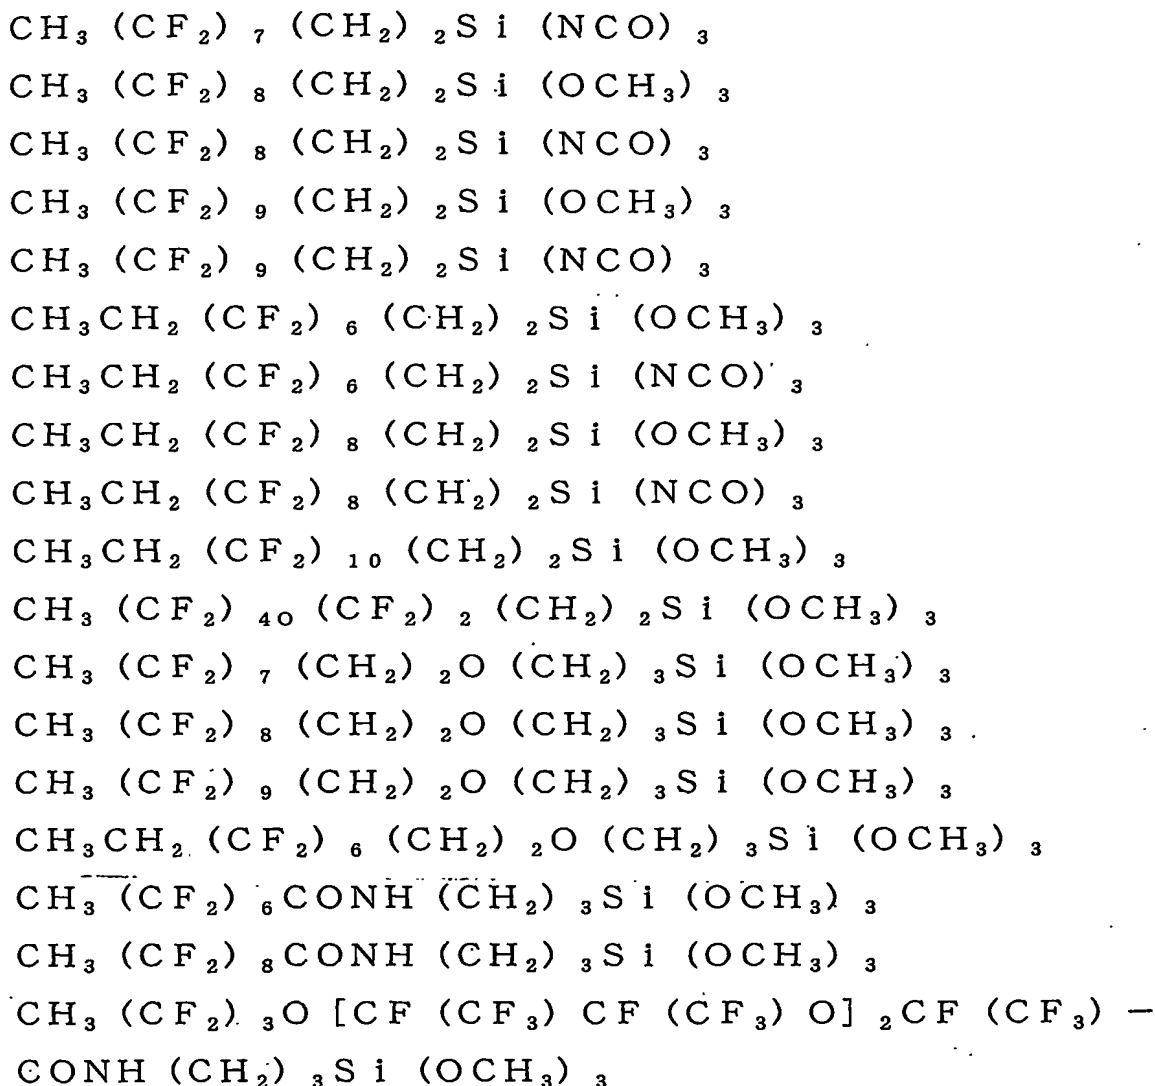 CH₃ (CF₂) ₇ (CH₂) ₂Si (NCO) ₃
CH₃ (CF₂) ₈ (CH₂) ₂Si (OCH₃) ₃
CH₃ (CF₂) ₈ (CH₂) ₂Si (NCO) ₃
CH₃ (CF₂) ₉ (CH₂) ₂Si (OCH₃) ₃
CH₃ (CF₂) ₉ (CH₂) ₂Si (NCO) ₃
CH₃CH₂ (CF₂) ₆ (CH₂) ₂Si (OCH₃) ₃
CH₃CH₂ (CF₂) ₆ (CH₂) ₂Si (NCO) ₃
CH₃CH₂ (CF₂) ₈ (CH₂) ₂Si (OCH₃) ₃
CH₃CH₂ (CF₂) ₈ (CH₂) ₂Si (NCO) ₃
CH₃CH₂ (CF₂) ₁₀ (CH₂) ₂Si (OCH₃) ₃
CH₃ (CF₂) ₄₀ (CF₂) ₂ (CH₂) ₂Si (OCH₃) ₃
CH₃ (CF₂) ₇ (CH₂) ₂O (CH₂) ₃Si (OCH₃) ₃
CH₃ (CF₂) ₈ (CH₂) ₂O (CH₂) ₃Si (OCH₃) ₃
CH₃ (CF₂) ₉ (CH₂) ₂O (CH₂) ₃Si (OCH₃) ₃
CH₃CH₂ (CF₂) ₆ (CH₂) ₂O (CH₂) ₃Si (OCH₃) ₃
CH₃ (CF₂) ₆CONH (CH₂) ₃Si (OCH₃) ₃
CH₃ (CF₂) ₈CONH (CH₂) ₃Si (OCH₃) ₃
CH₃ (CF₂) ₃O [CF (CF₃) CF (CF₃) O] ₂CF (CF₃) －
CONH (CH₂) ₃Si (OCH₃) ₃